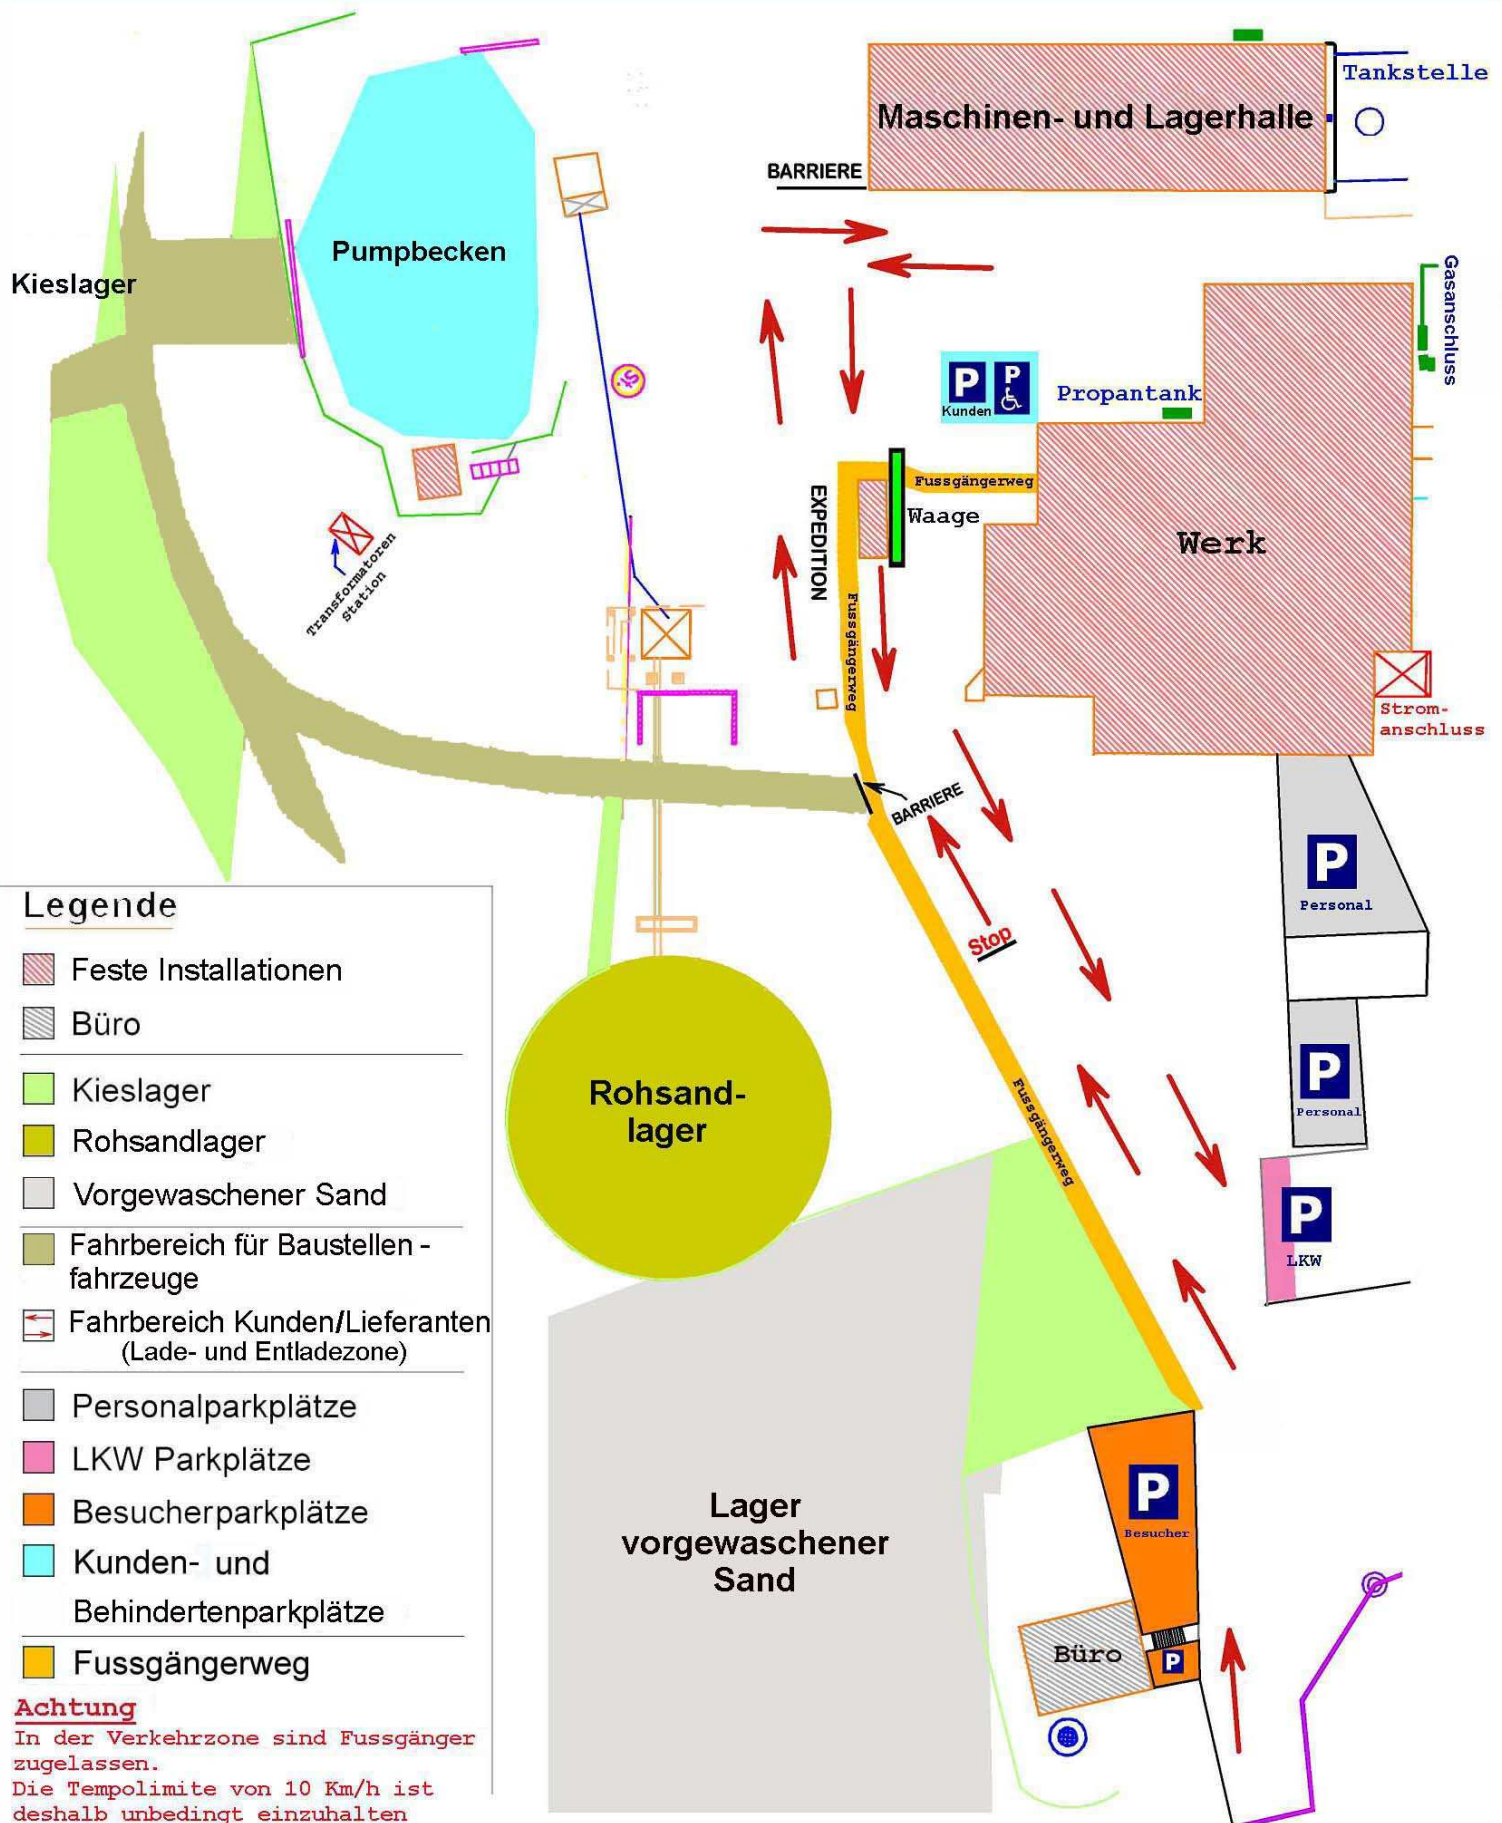 Tankstelle
Maschinen- und Lagerhalle
BARRIERE
Pumpbecken
Kieslager
Gasanschluss
P
P
Kunden
Propantank
Fussgängerweg
Waage
EXPEDITION
Werk
Transformatoren
Station
Fussgängerweg
Strom-
anschluss
BARRIERE
P
Personal
Stop
Rohsand-
lager
P
Personal
Fussgängerweg
P
LKW
Lager
vorgewaschener
Sand
P
Besucher
Büro
P
Legende
Feste Installationen
Büro
Kieslager
Rohsandlager
Vorgewaschener Sand
Fahrbereich für Baustellen -
fahrzeuge
Fahrbereich Kunden/Lieferanten
(Lade- und Entladezone)
Personalparkplätze
LKW Parkplätze
Besucherparkplätze
Kunden- und
Behindertenparkplätze
Fussgängerweg
Achtung
In der Verkehrzone sind Fussgänger
zugelassen.
Die Tempolimite von 10 Km/h ist
deshalb unbedingt einzuhalten